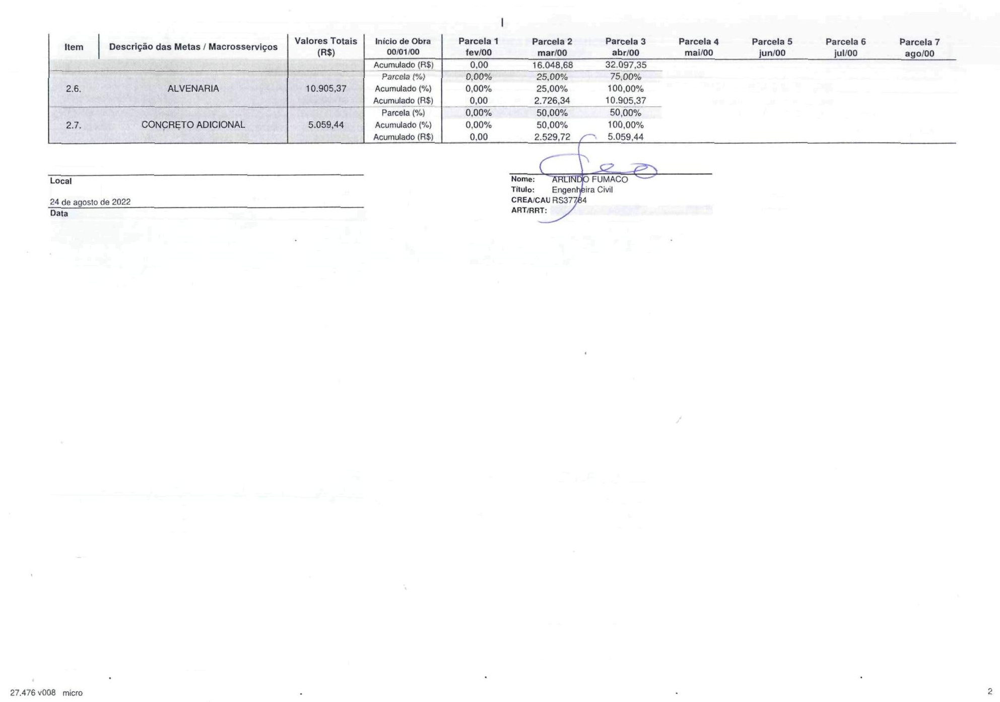 Item Descrição das Metas / Macrosserviços Valores Totais (R$) Início de Obra 00/01/00 Parcela 1 fev/00 Parcela 2 mar/00 Parcela 3 abr/00 Parcela 4 mai/00 Parcela 5 jun/00 Parcela 6 jul/00 Parcela 7 ago/00
Acumulado (R$) 0,00 16.048,68 32.097,35
Parcela (%) 0,00% 25,00% 75,00%
2.6. ALVENARIA 10.905,37 Acumulado (%) 0,00% 25,00% 100,00%
Acumulado (R$) 0,00 2.726,34 10.905,37
Parcela (%) 0,00% 50,00% 50,00%
2.7. CONCRETO ADICIONAL 5.059,44 Acumulado (%) 0,00% 50,00% 100,00%
Acumulado (R$) 0,00 2.529,72 5.059,44
Local
24 de agosto de 2022
Data
Nome: ARLINDO FUMACO
Título: Engenheira Civil
CREA/CAU RS37784
ART/RRT:
27.476 v008 micro
2